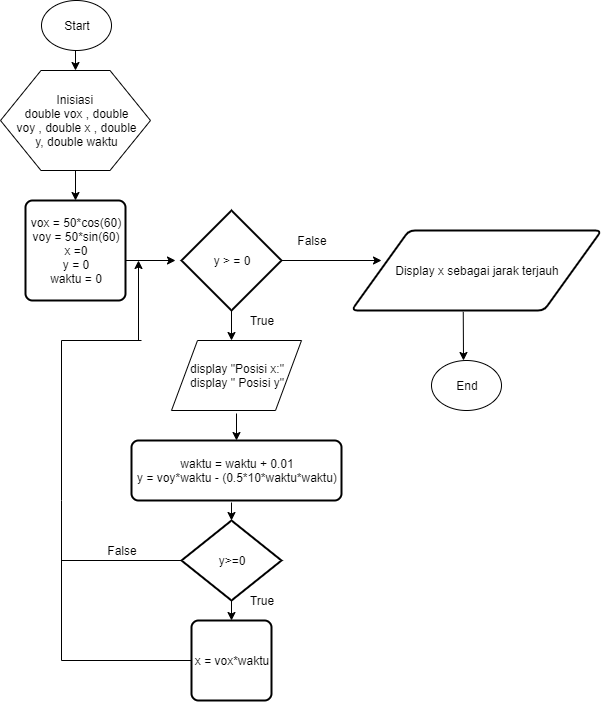 Start
Inisiasi
double vox , double
voy , double x , double
y, double waktu
vox = 50*cos(60)
voy = 50*sin(60)
x =0
y = 0
waktu = 0
y > = 0
False
Display x sebagai jarak terjauh
True
End
display "Posisi x:"
display " Posisi y"
waktu = waktu + 0.01
y = voy*waktu - (0.5*10*waktu*waktu)
False
y>=0
True
x = vox*waktu